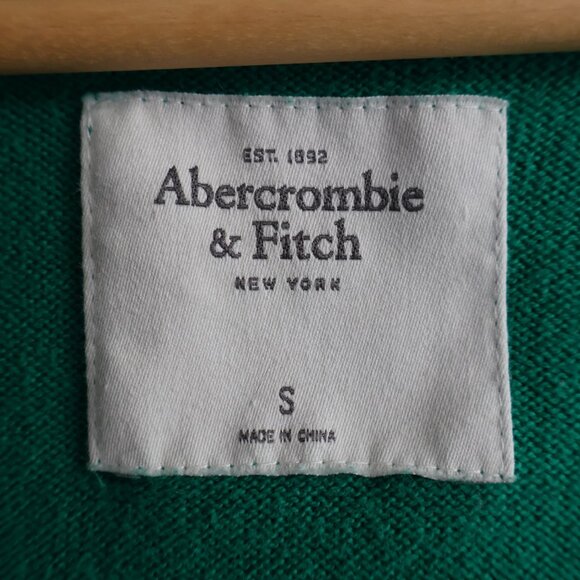 EST. 1892
Abercrombie
& Fitch
NEW YORK
S
MADE IN CHINA